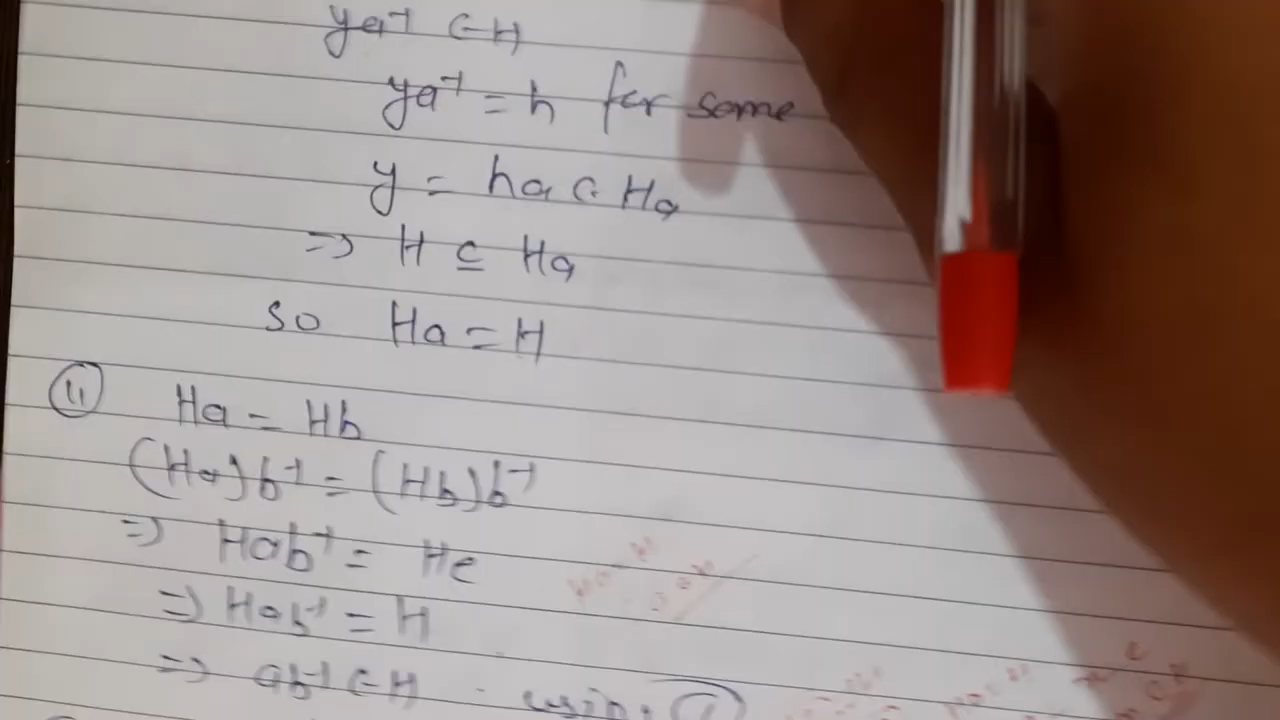 ya⁻¹ ∈ H
ya⁻¹ = h for some
y = ha ∈ Ha
⇒ H ⊆ Ha
so Ha = H
(ii) Ha = Hb
(Ha)b⁻¹ = (Hb)b⁻¹
⇒ Hab⁻¹ = He
⇒ Hab⁻¹ = H
⇒ ab⁻¹ ∈ H